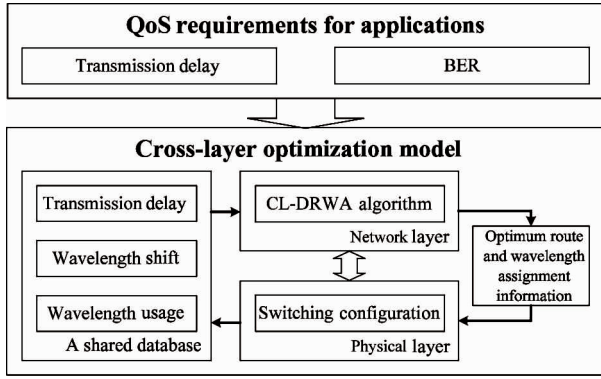 QoS requirements for applications
Transmission delay
BER
Cross-layer optimization model
Transmission delay
Wavelength shift
Wavelength usage
A shared database
CL-DRWA algorithm
Network layer
Switching configuration
Physical layer
Optimum route
and wavelength
assignment
information